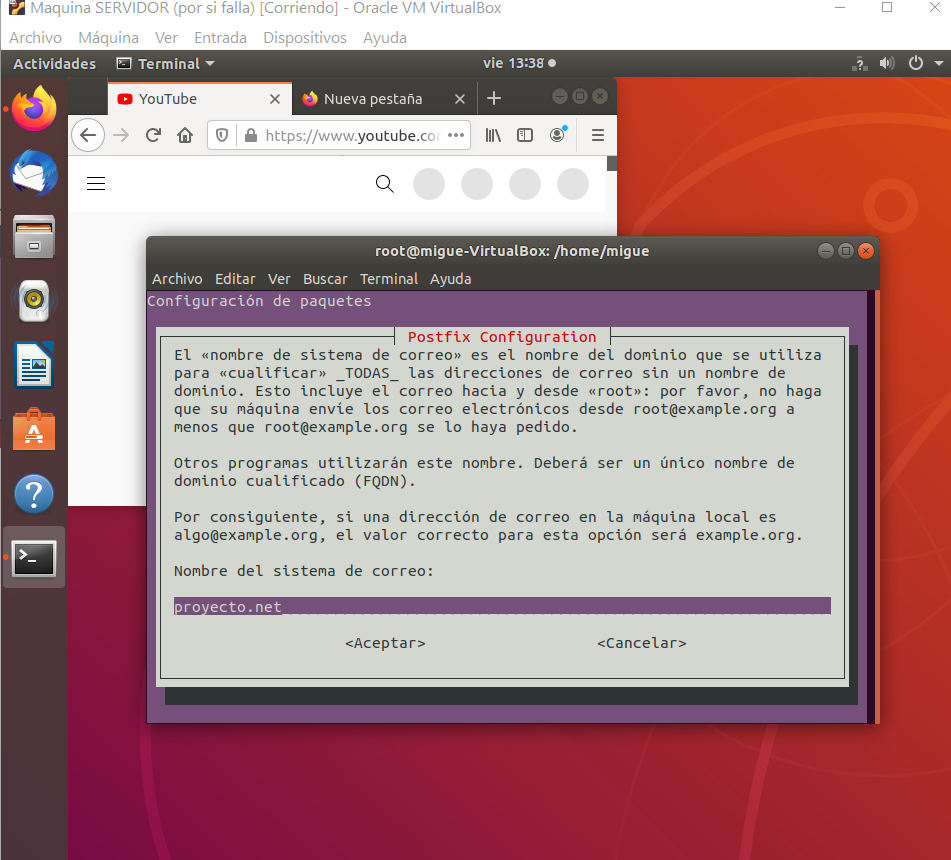 Maquina SERVIDOR (por si falla) [Corriendo] - Oracle VM VirtualBox
Archivo Máquina Ver Entrada Dispositivos Ayuda
Actividades Terminal vie 13:38
YouTube Nueva pestaña
https://www.youtube.co
root@migue-VirtualBox: /home/migue
Archivo Editar Ver Buscar Terminal Ayuda
Configuración de paquetes
Postfix Configuration
El «nombre de sistema de correo» es el nombre del dominio que se utiliza
para «cualificar» _TODAS_ las direcciones de correo sin un nombre de
dominio. Esto incluye el correo hacia y desde «root»: por favor, no haga
que su máquina envíe los correo electrónicos desde root@example.org a
menos que root@example.org se lo haya pedido.
Otros programas utilizarán este nombre. Deberá ser un único nombre de
dominio cualificado (FQDN).
Por consiguiente, si una dirección de correo en la máquina local es
algo@example.org, el valor correcto para esta opción será example.org.
Nombre del sistema de correo:
proyecto.net
<Aceptar> <Cancelar>